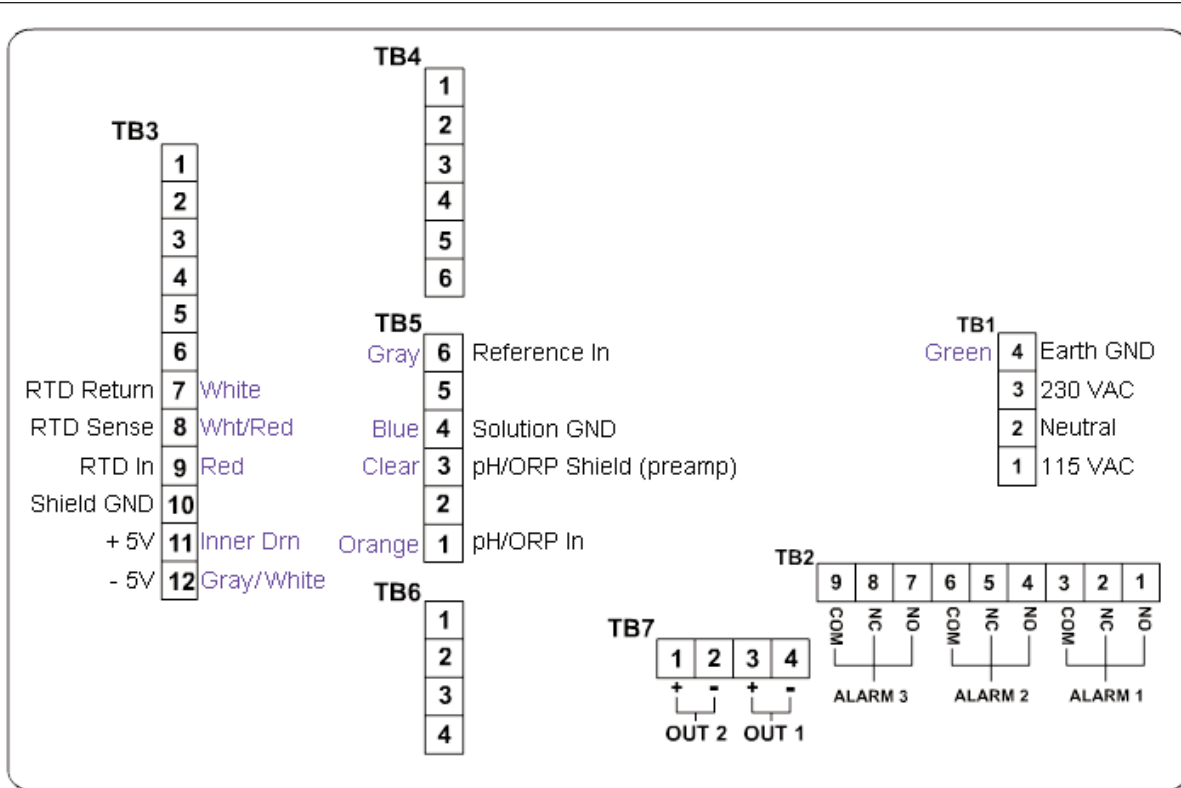 TB4
1
2
3
4
5
6
TB3
1
2
3
4
5
6
RTD Return 7 White
RTD Sense 8 Wht/Red
RTD In 9 Red
Shield GND 10
+ 5V 11 Inner Drn
- 5V 12 Gray/White
TB5
Gray 6 Reference In
5
Blue 4 Solution GND
Clear 3 pH/ORP Shield (preamp)
2
Orange 1 pH/ORP In
TB6
1
2
3
4
TB1
Green 4 Earth GND
3 230 VAC
2 Neutral
1 115 VAC
TB7
1 2 3 4
+ - + -
OUT 2 OUT 1
TB2
9 8 7 6 5 4 3 2 1
COM NC NO COM NC NO COM NC NO
ALARM 3 ALARM 2 ALARM 1